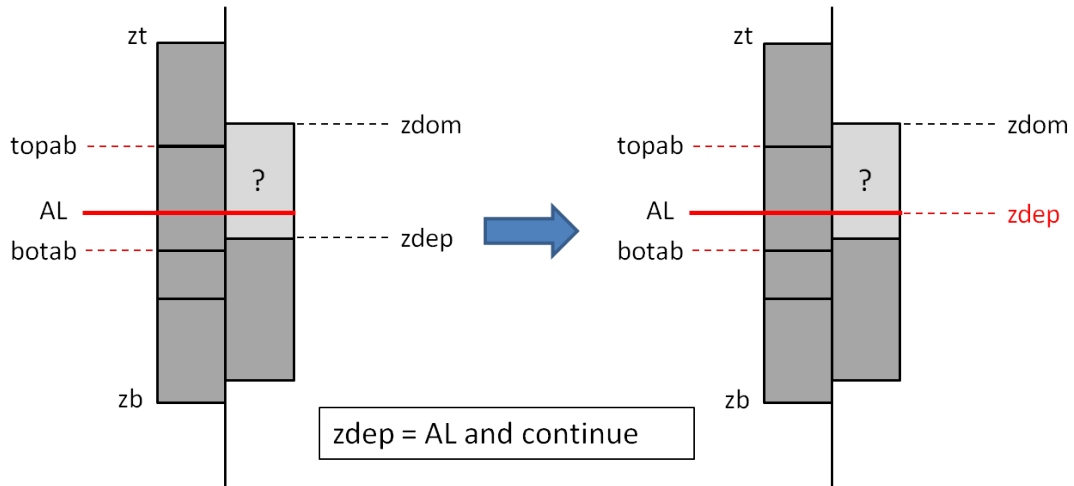 zt
zdom
topab
?
AL
zdep
botab
zb
zt
zdom
topab
?
AL
zdep
botab
zb
zdep = AL and continue